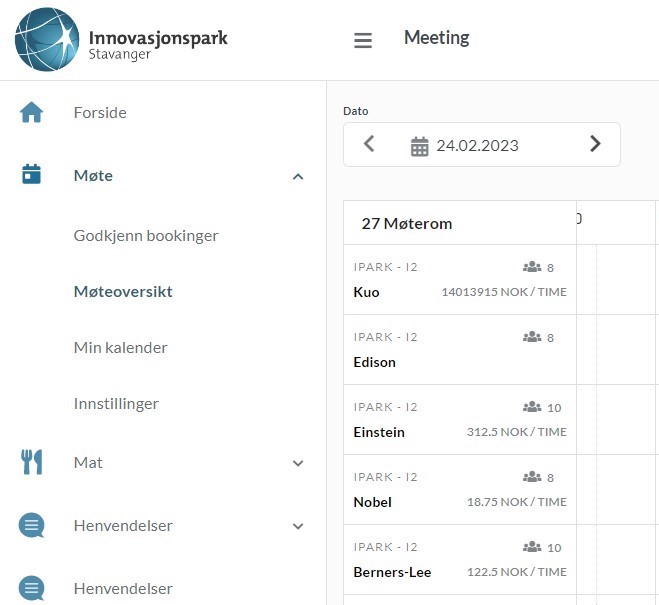 Innovasjonspark
Stavanger
Meeting
Forside
Møte
Godkjenn bookinger
Møteoversikt
Min kalender
Innstillinger
Mat
Henvendelser
Henvendelser
Dato
24.02.2023
27 Møterom
0
IPARK - I2 8
Kuo 14013915 NOK / TIME
IPARK - I2 8
Edison
IPARK - I2 10
Einstein 312.5 NOK / TIME
IPARK - I2 8
Nobel 18.75 NOK / TIME
IPARK - I2 10
Berners-Lee 122.5 NOK / TIME